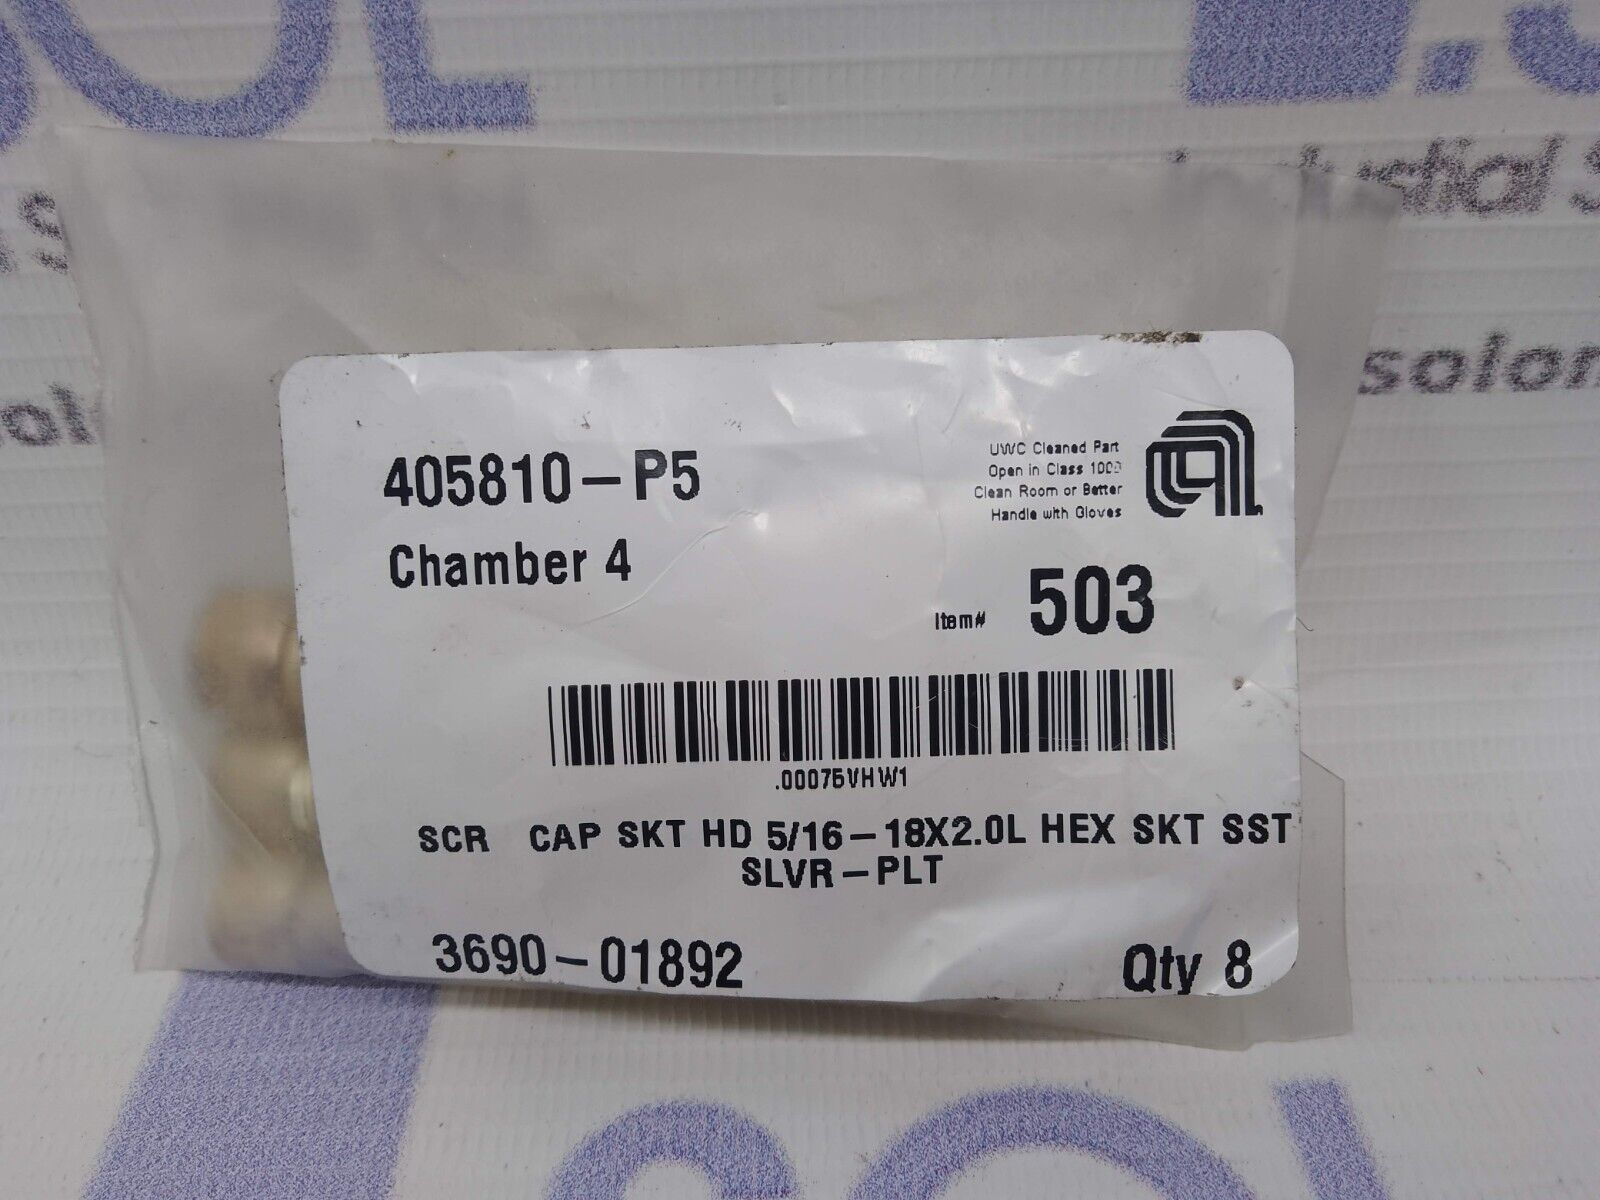 405810-P5
Chamber 4
UWC Cleaned Part
Open in Class 1000
Clean Room or Better
Handle with Gloves
Item# 503
.00075VHW1
SCR CAP SKT HD 5/16-18X2.0L HEX SKT SST
SLVR-PLT
3690-01892 Qty 8